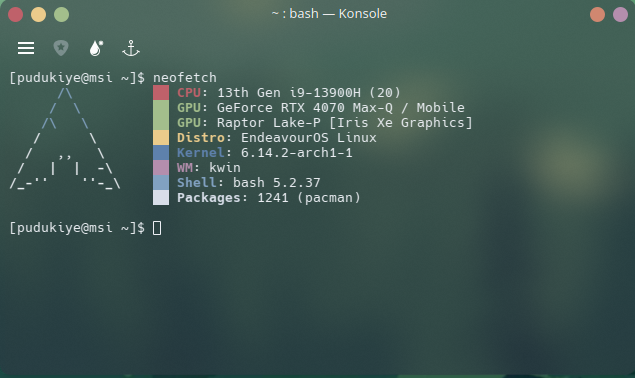 ~ : bash — Konsole
[pudukiye@msi ~]$ neofetch
CPU: 13th Gen i9-13900H (20)
GPU: GeForce RTX 4070 Max-Q / Mobile
GPU: Raptor Lake-P [Iris Xe Graphics]
Distro: EndeavourOS Linux
Kernel: 6.14.2-arch1-1
WM: kwin
Shell: bash 5.2.37
Packages: 1241 (pacman)
[pudukiye@msi ~]$